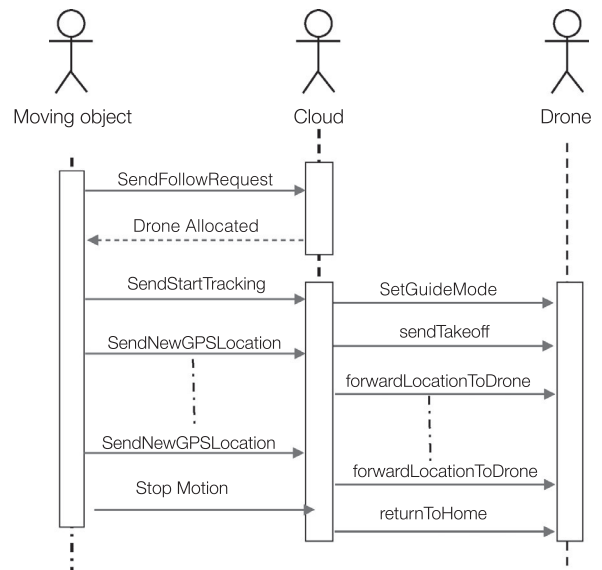 Moving object
Cloud
Drone
SendFollowRequest
Drone Allocated
SendStartTracking
SetGuideMode
sendTakeoff
SendNewGPSLocation
forwardLocationToDrone
SendNewGPSLocation
forwardLocationToDrone
Stop Motion
returnToHome